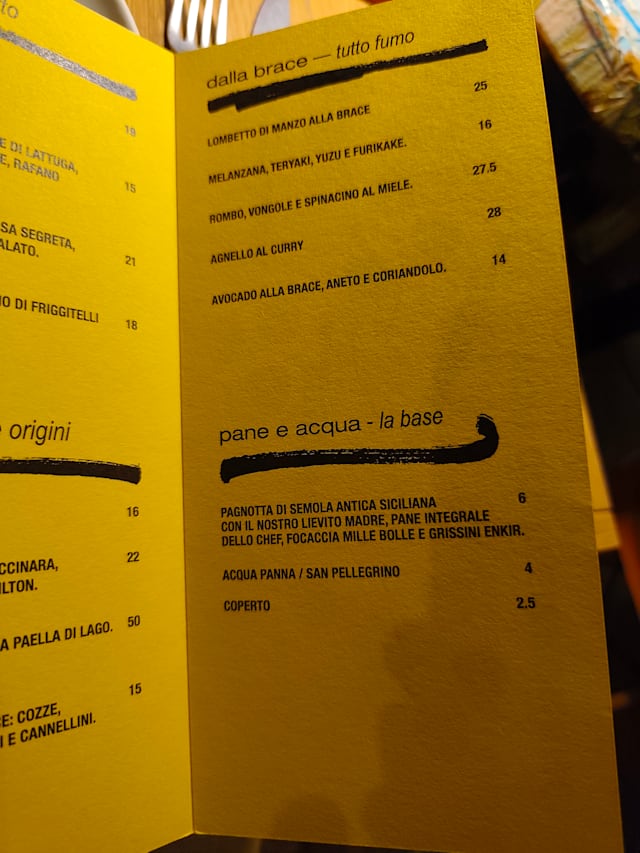 to
19
E DI LATTUGA,
E, RAFANO
15
SA SEGRETA,
ALATO.
21
IO DI FRIGGITELLI 18
e origini
16
CCINARA, 22
ILTON.
A PAELLA DI LAGO. 50
15
CE: COZZE,
I E CANNELLINI.
dalla brace — tutto fumo
LOMBETTO DI MANZO ALLA BRACE 25
MELANZANA, TERYAKI, YUZU E FURIKAKE. 16
ROMBO, VONGOLE E SPINACINO AL MIELE. 27.5
AGNELLO AL CURRY 28
AVOCADO ALLA BRACE, ANETO E CORIANDOLO. 14
pane e acqua - la base
PAGNOTTA DI SEMOLA ANTICA SICILIANA 6
CON IL NOSTRO LIEVITO MADRE, PANE INTEGRALE
DELLO CHEF, FOCACCIA MILLE BOLLE E GRISSINI ENKIR.
ACQUA PANNA / SAN PELLEGRINO 4
COPERTO 2.5